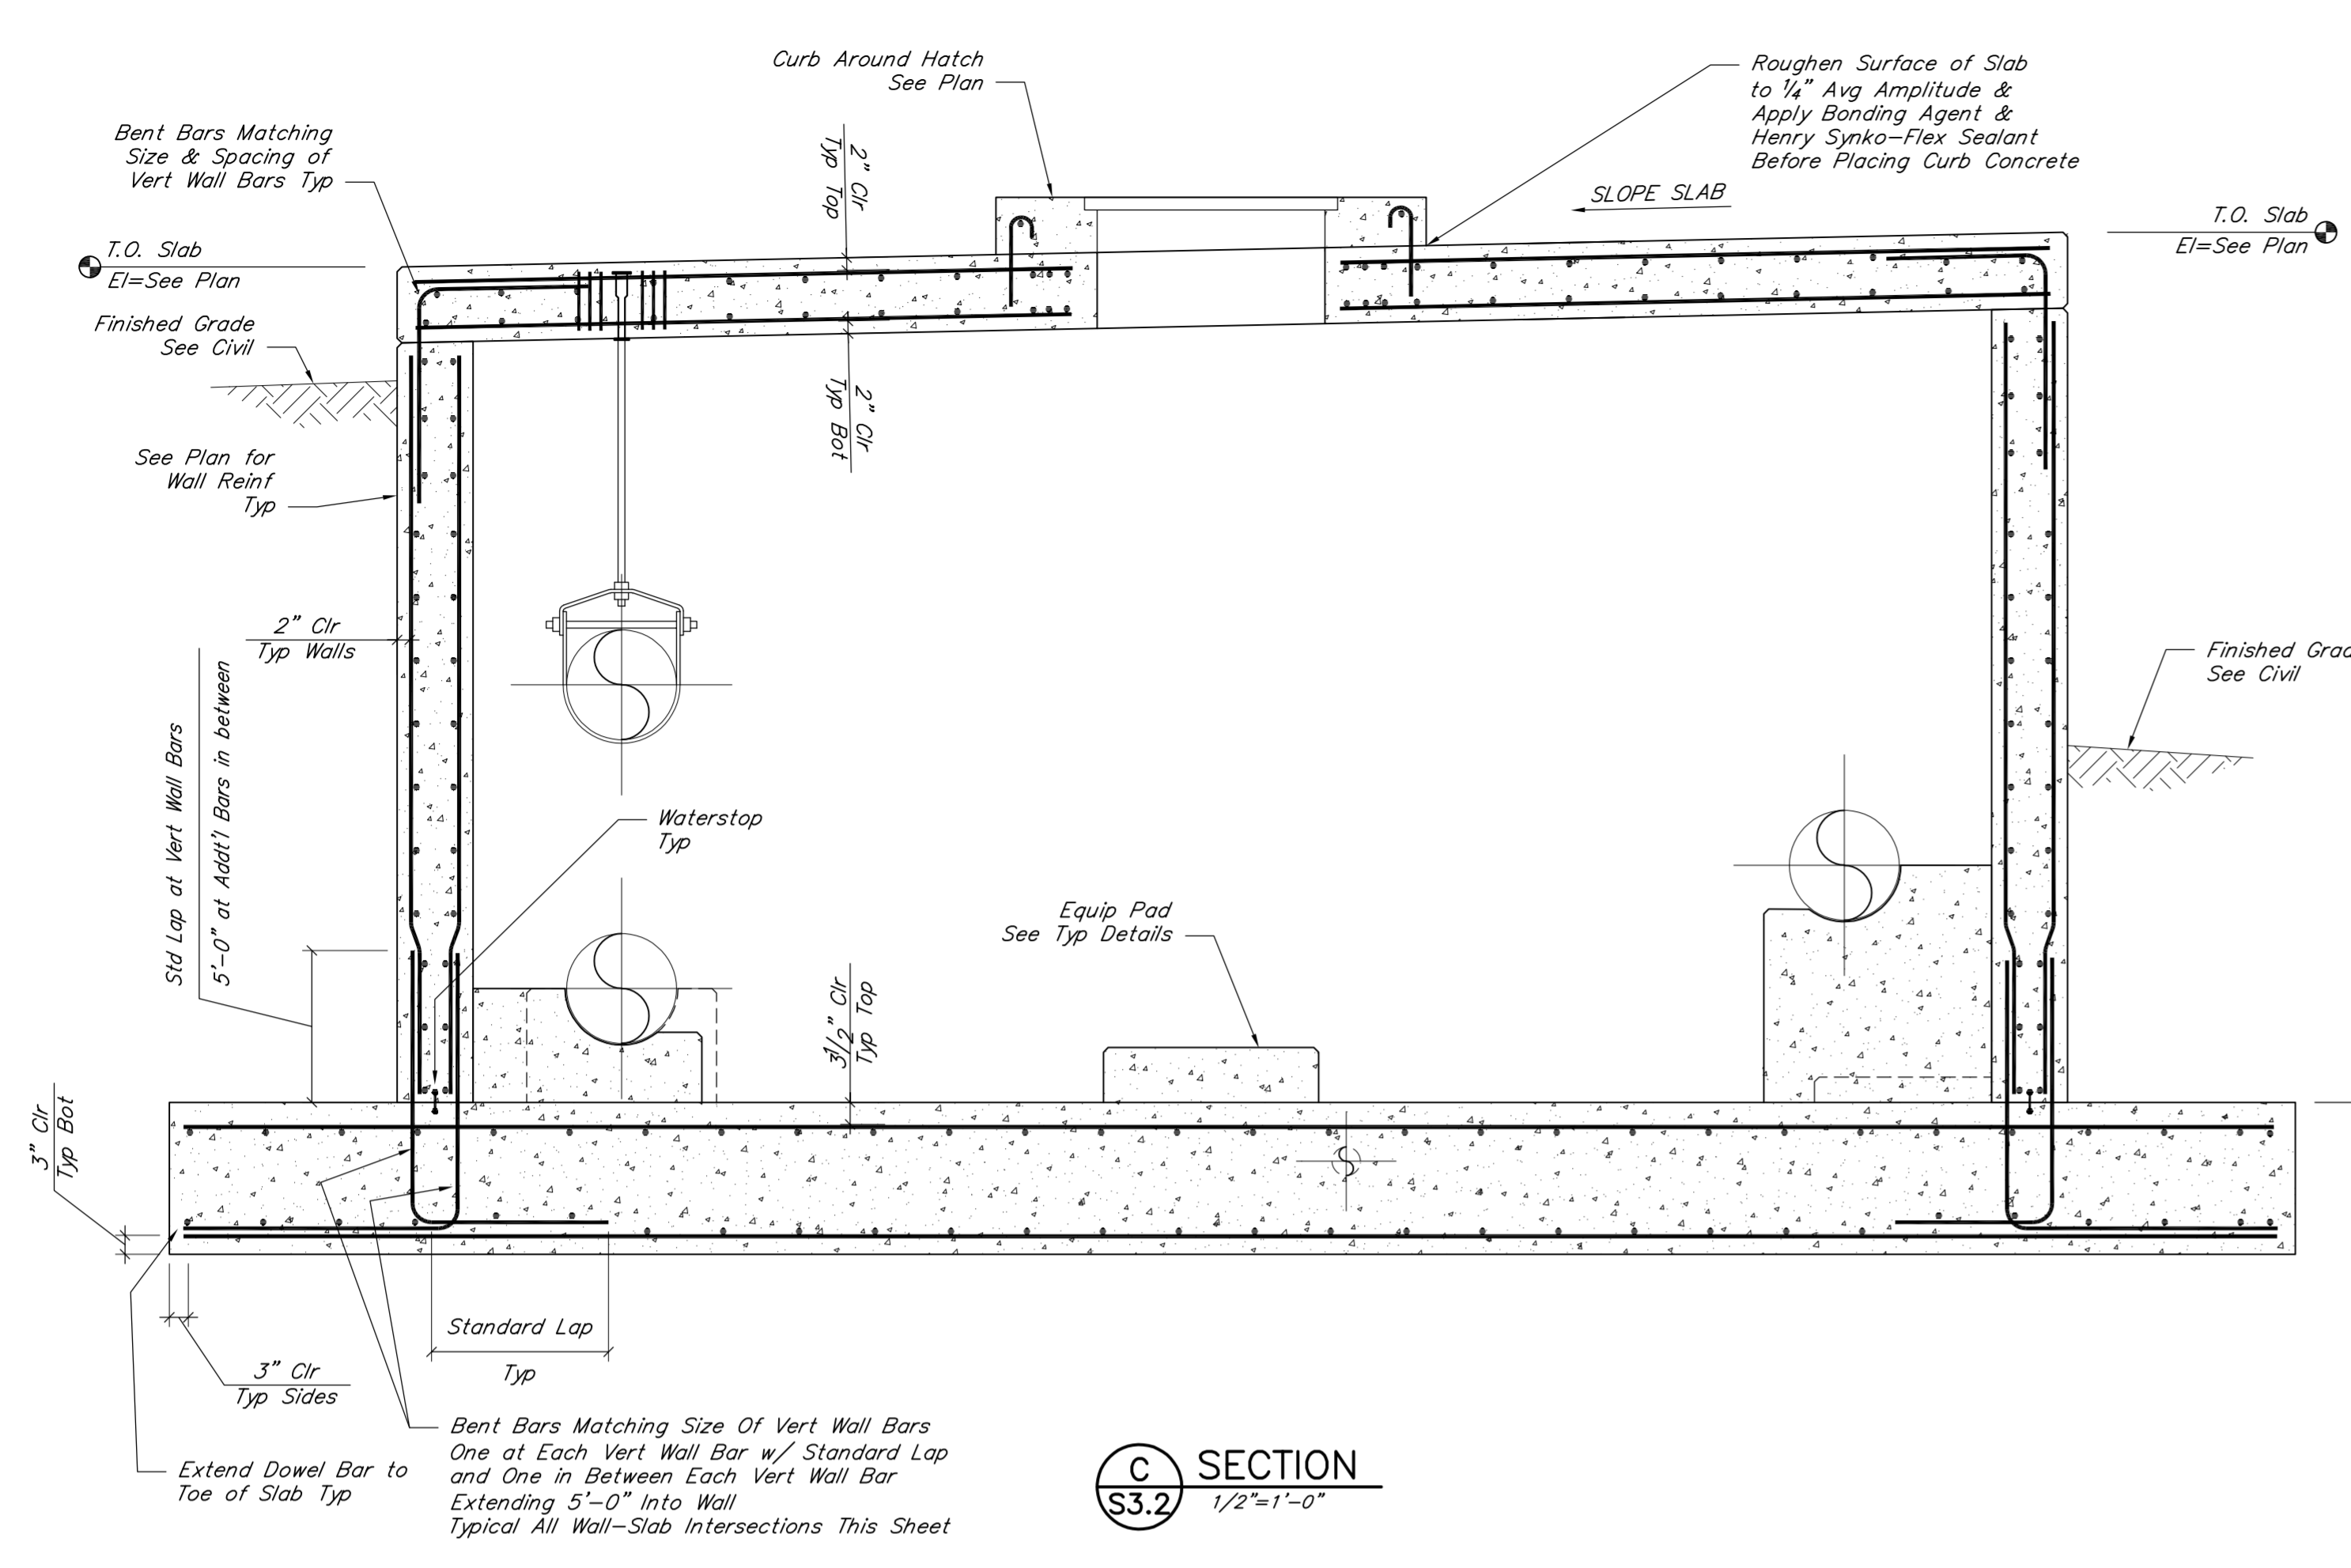 Curb Around Hatch
See Plan
Roughen Surface of Slab
to 1/4" Avg Amplitude &
Apply Bonding Agent &
Henry Synko-Flex Sealant
Before Placing Curb Concrete
Bent Bars Matching
Size & Spacing of
Vert Wall Bars Typ
2" Clr
Typ Top
SLOPE SLAB
T.O. Slab
El=See Plan
T.O. Slab
El=See Plan
Finished Grade
See Civil
2" Clr
Typ Bot
See Plan for
Wall Reinf
Typ
2" Clr
Typ Walls
Finished Grad
See Civil
Std Lap at Vert Wall Bars
5'-0" at Addt'l Bars in between
Waterstop
Typ
Equip Pad
See Typ Details
3 1/2" Clr
Typ Top
3" Clr
Typ Bot
Standard Lap
Typ
3" Clr
Typ Sides
Extend Dowel Bar to
Toe of Slab Typ
Bent Bars Matching Size Of Vert Wall Bars
One at Each Vert Wall Bar w/ Standard Lap
and One in Between Each Vert Wall Bar
Extending 5'-0" Into Wall
Typical All Wall-Slab Intersections This Sheet
C
S3.2
SECTION
1/2"=1'-0"